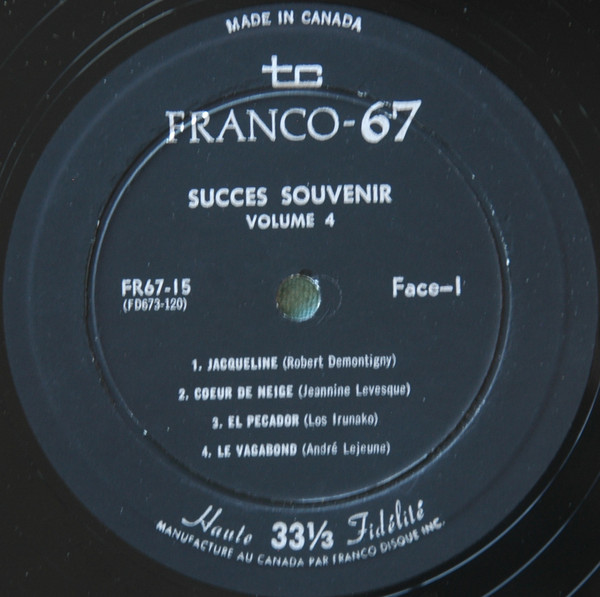 MADE IN CANADA
tc
FRANCO-67
SUCCES SOUVENIR
VOLUME 4
FR67-15
(FD673-120)
Face-1
1. JACQUELINE (Robert Demontigny)
2. COEUR DE NEIGE (Jeannine Levesque)
3. EL PECADOR (Los Irunako)
4. LE VAGABOND (André Lejeune)
Haute 33⅓ Fidélité
MANUFACTURÉ AU CANADA PAR FRANCO DISQUE INC.